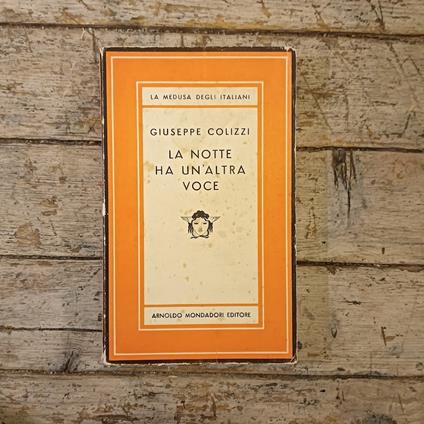 LA MEDUSA DEGLI ITALIANI
GIUSEPPE COLIZZI
LA NOTTE
HA UN'ALTRA
VOCE
ARNOLDO MONDADORI EDITORE